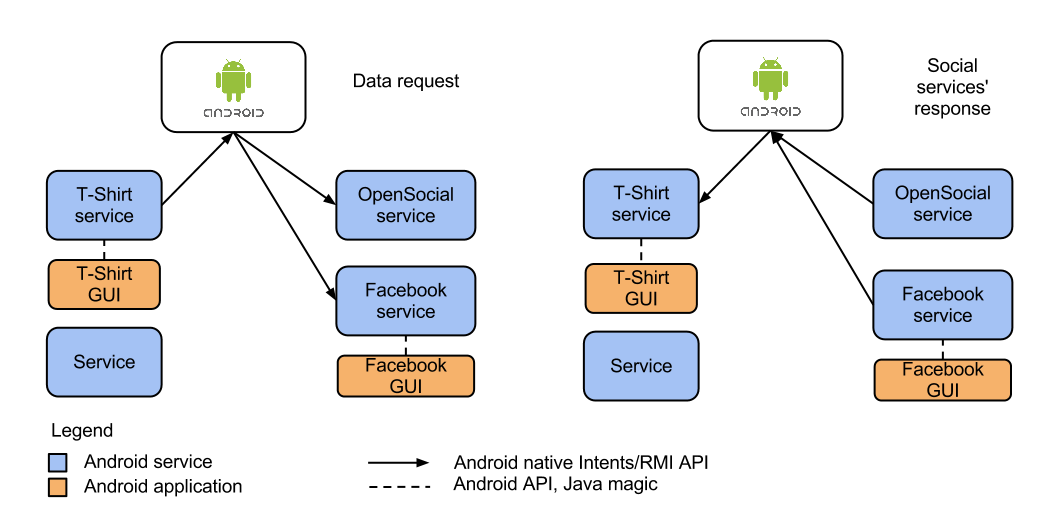 ANDROID
Data request
T-Shirt
service
OpenSocial
service
T-Shirt
GUI
Facebook
service
Service
Facebook
GUI
ANDROID
Social
services'
response
T-Shirt
service
OpenSocial
service
T-Shirt
GUI
Facebook
service
Service
Facebook
GUI
Legend
Android service
Android application
Android native Intents/RMI API
Android API, Java magic